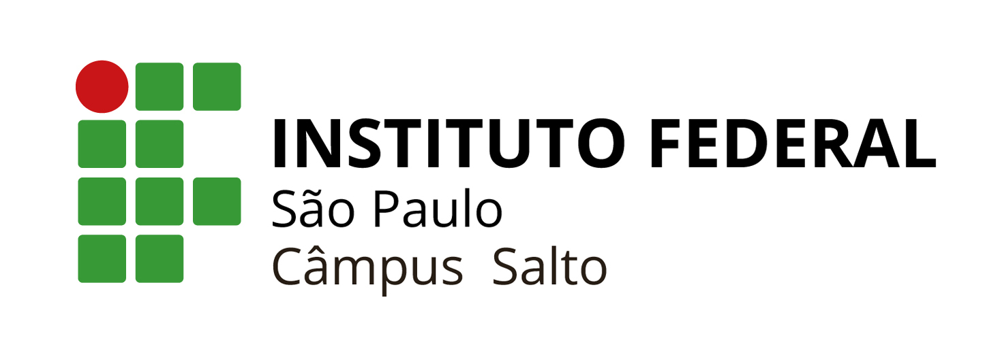 INSTITUTO FEDERAL
São Paulo
Câmpus Salto